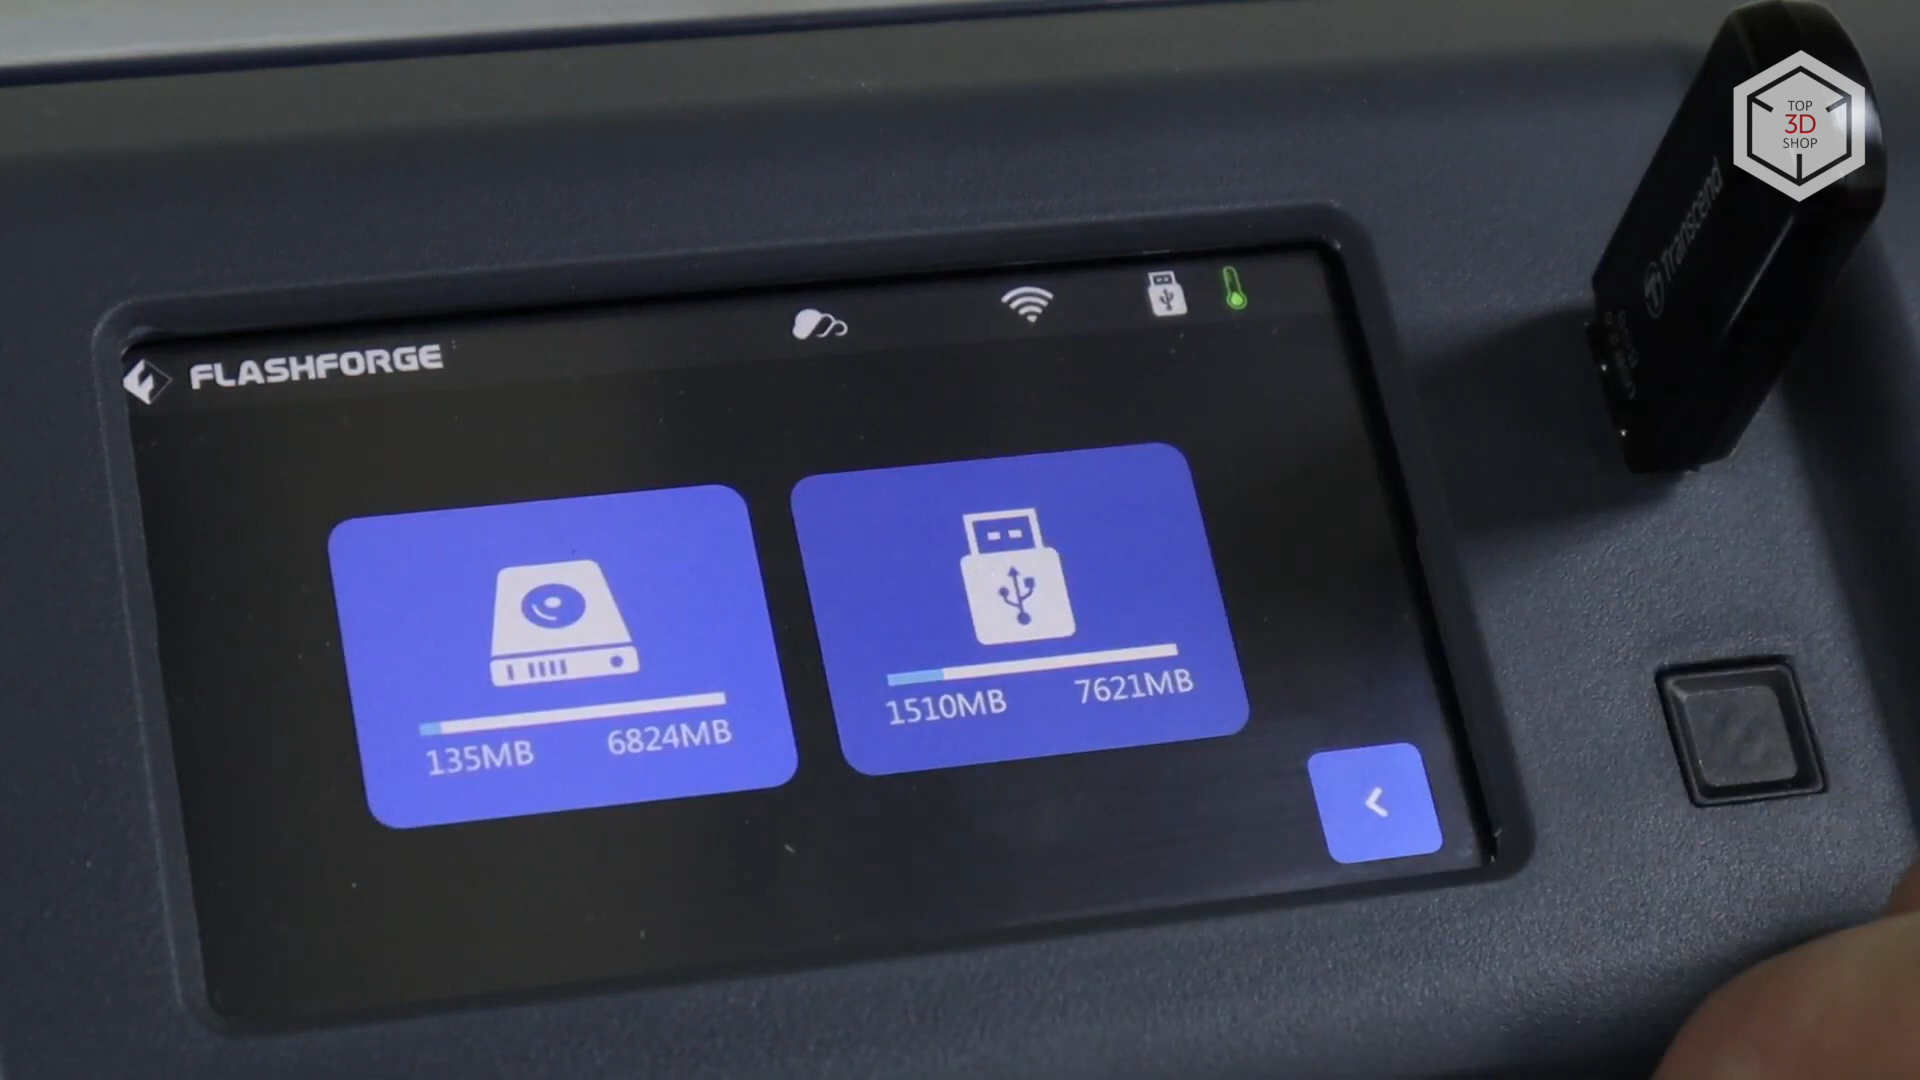 TOP
3D
SHOP
Transcend
FLASHFORGE
135MB 6824MB
1510MB 7621MB